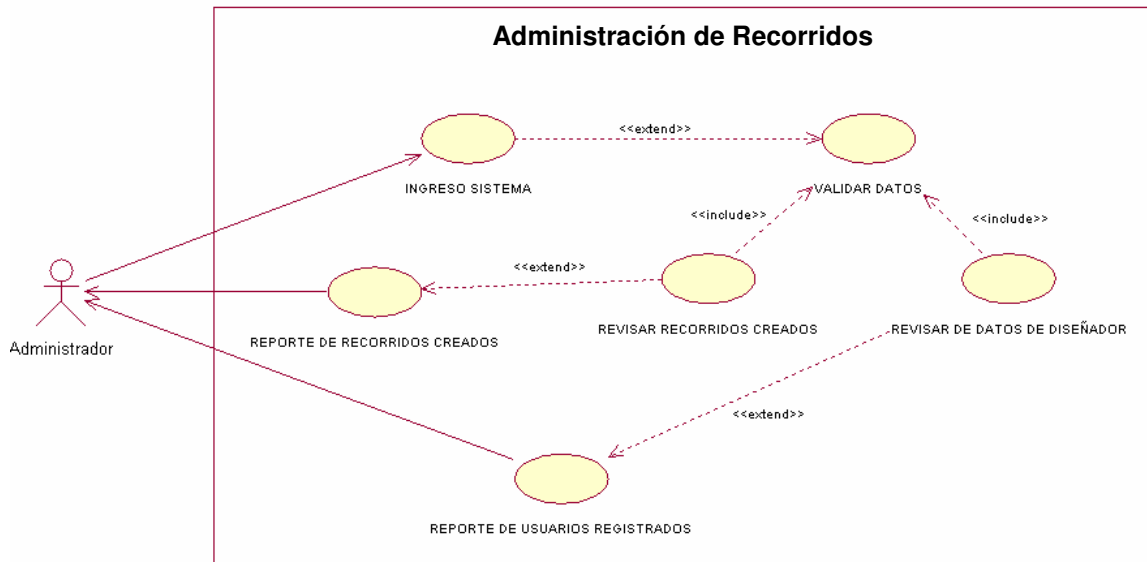 Administración de Recorridos
<<extend>>
INGRESO SISTEMA
VALIDAR DATOS
<<include>>
<<include>>
<<extend>>
Administrador
REPORTE DE RECORRIDOS CREADOS
REVISAR RECORRIDOS CREADOS
REVISAR DE DATOS DE DISEÑADOR
<<extend>>
REPORTE DE USUARIOS REGISTRADOS